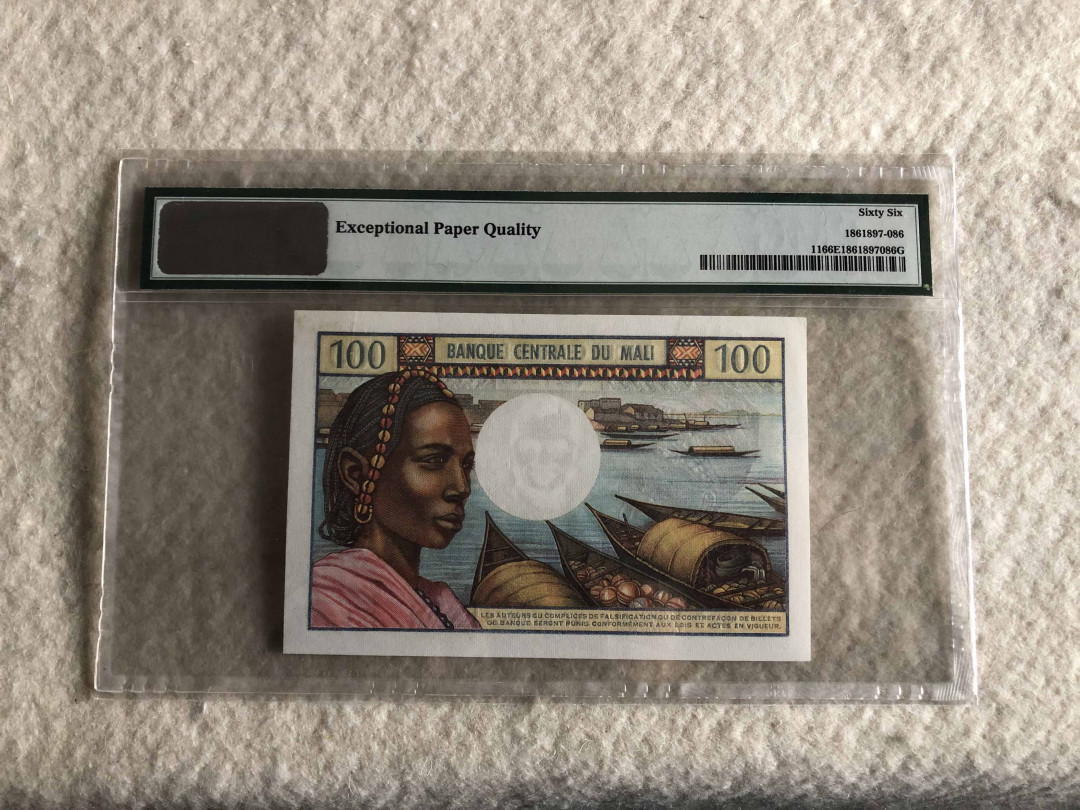 Exceptional Paper Quality
Sixty Six
1861897-086
1166E1861897086G
100
BANQUE CENTRALE DU MALI
100
LES AUTEURS OU COMPLICES DE FALSIFICATION OU DE CONTREFAÇON DE BILLETS
DE BANQUE SERONT PUNIS CONFORMÉMENT AUX LOIS ET ACTES EN VIGUEUR.